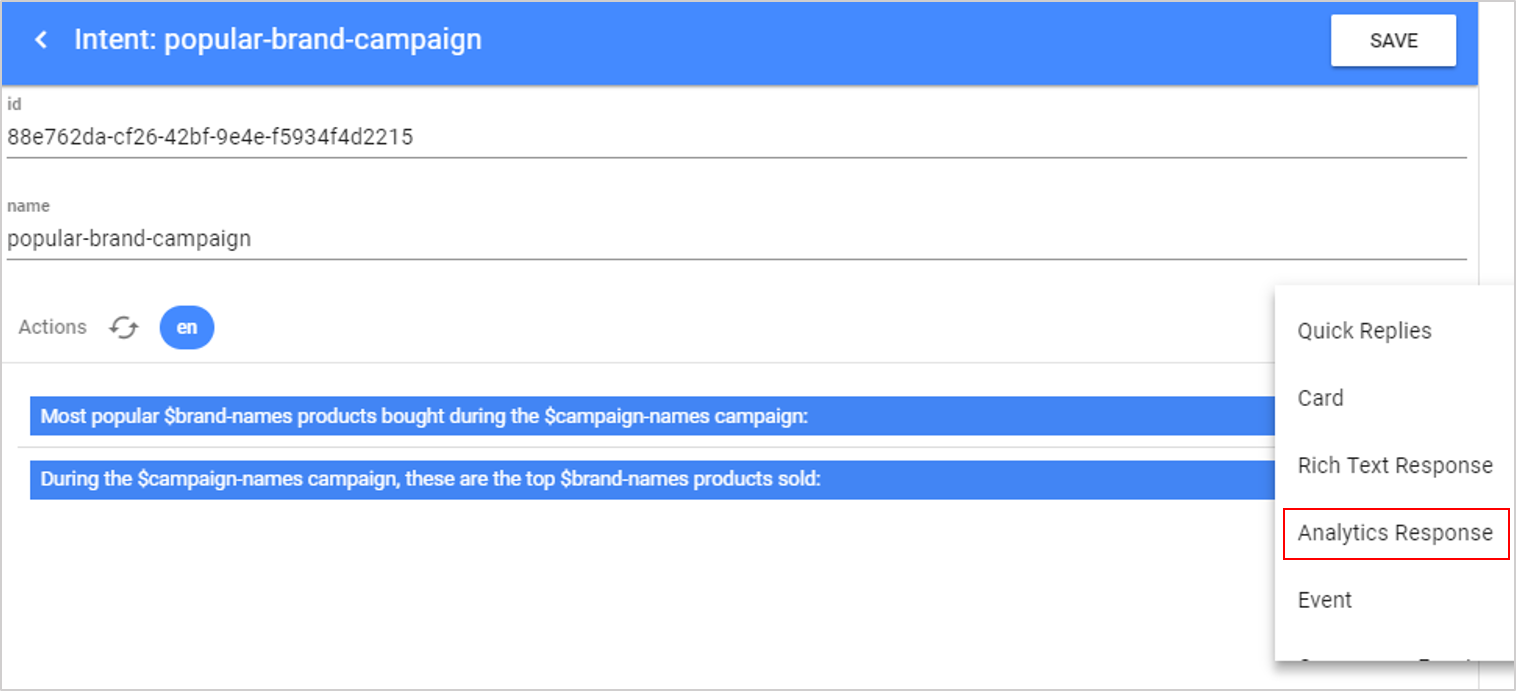 Intent: popular-brand-campaign
SAVE
id
88e762da-cf26-42bf-9e4e-f5934f4d2215
name
popular-brand-campaign
Actions
en
Most popular $brand-names products bought during the $campaign-names campaign:
During the $campaign-names campaign, these are the top $brand-names products sold:
Quick Replies
Card
Rich Text Response
Analytics Response
Event